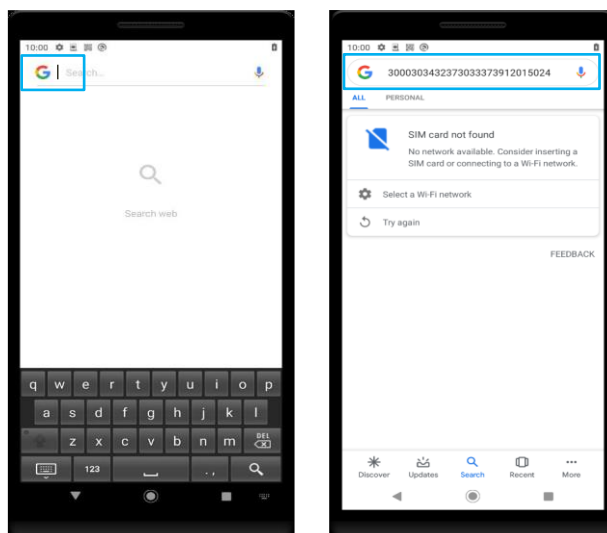 10:00
Search...
Search web
q w e r t y u i o p
a s d f g h j k l
z x c v b n m DEL
123 . ,
10:00
3000303432373033373912015024
ALL PERSONAL
SIM card not found
No network available. Consider inserting a
SIM card or connecting to a Wi-Fi network.
Select a Wi-Fi network
Try again
FEEDBACK
Discover Updates Search Recent More